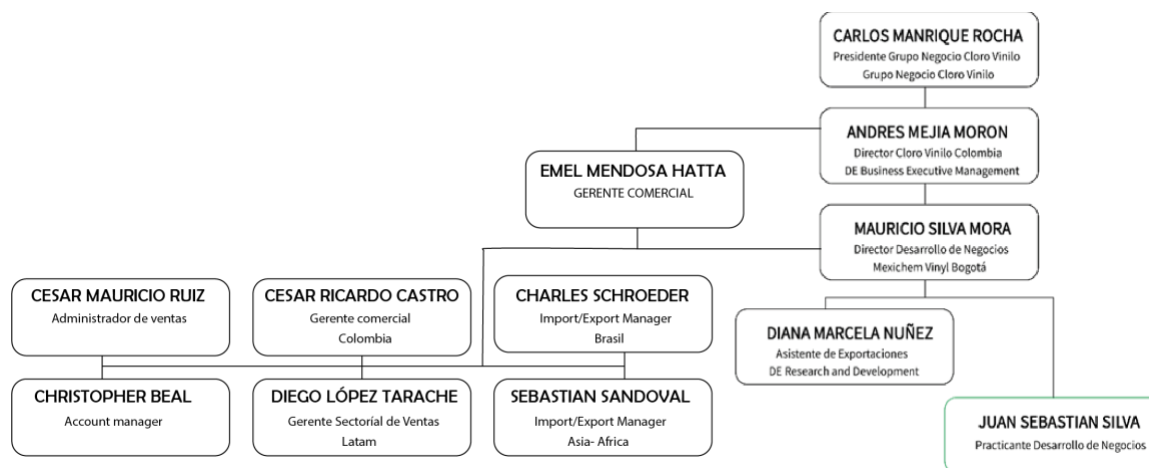 CARLOS MANRIQUE ROCHA
Presidente Grupo Negocio Cloro Vinilo
Grupo Negocio Cloro Vinilo
ANDRES MEJIA MORON
Director Cloro Vinilo Colombia
DE Business Executive Management
EMEL MENDOSA HATTA
GERENTE COMERCIAL
MAURICIO SILVA MORA
Director Desarrollo de Negocios
Mexichem Vinyl Bogotá
CESAR MAURICIO RUIZ
Administrador de ventas
CESAR RICARDO CASTRO
Gerente comercial
Colombia
CHARLES SCHROEDER
Import/Export Manager
Brasil
DIANA MARCELA NUÑEZ
Asistente de Exportaciones
DE Research and Development
CHRISTOPHER BEAL
Account manager
DIEGO LÓPEZ TARACHE
Gerente Sectoríal de Ventas
Latam
SEBASTIAN SANDOVAL
Import/Export Manager
Asia- Africa
JUAN SEBASTIAN SILVA
Practicante Desarrollo de Negocios